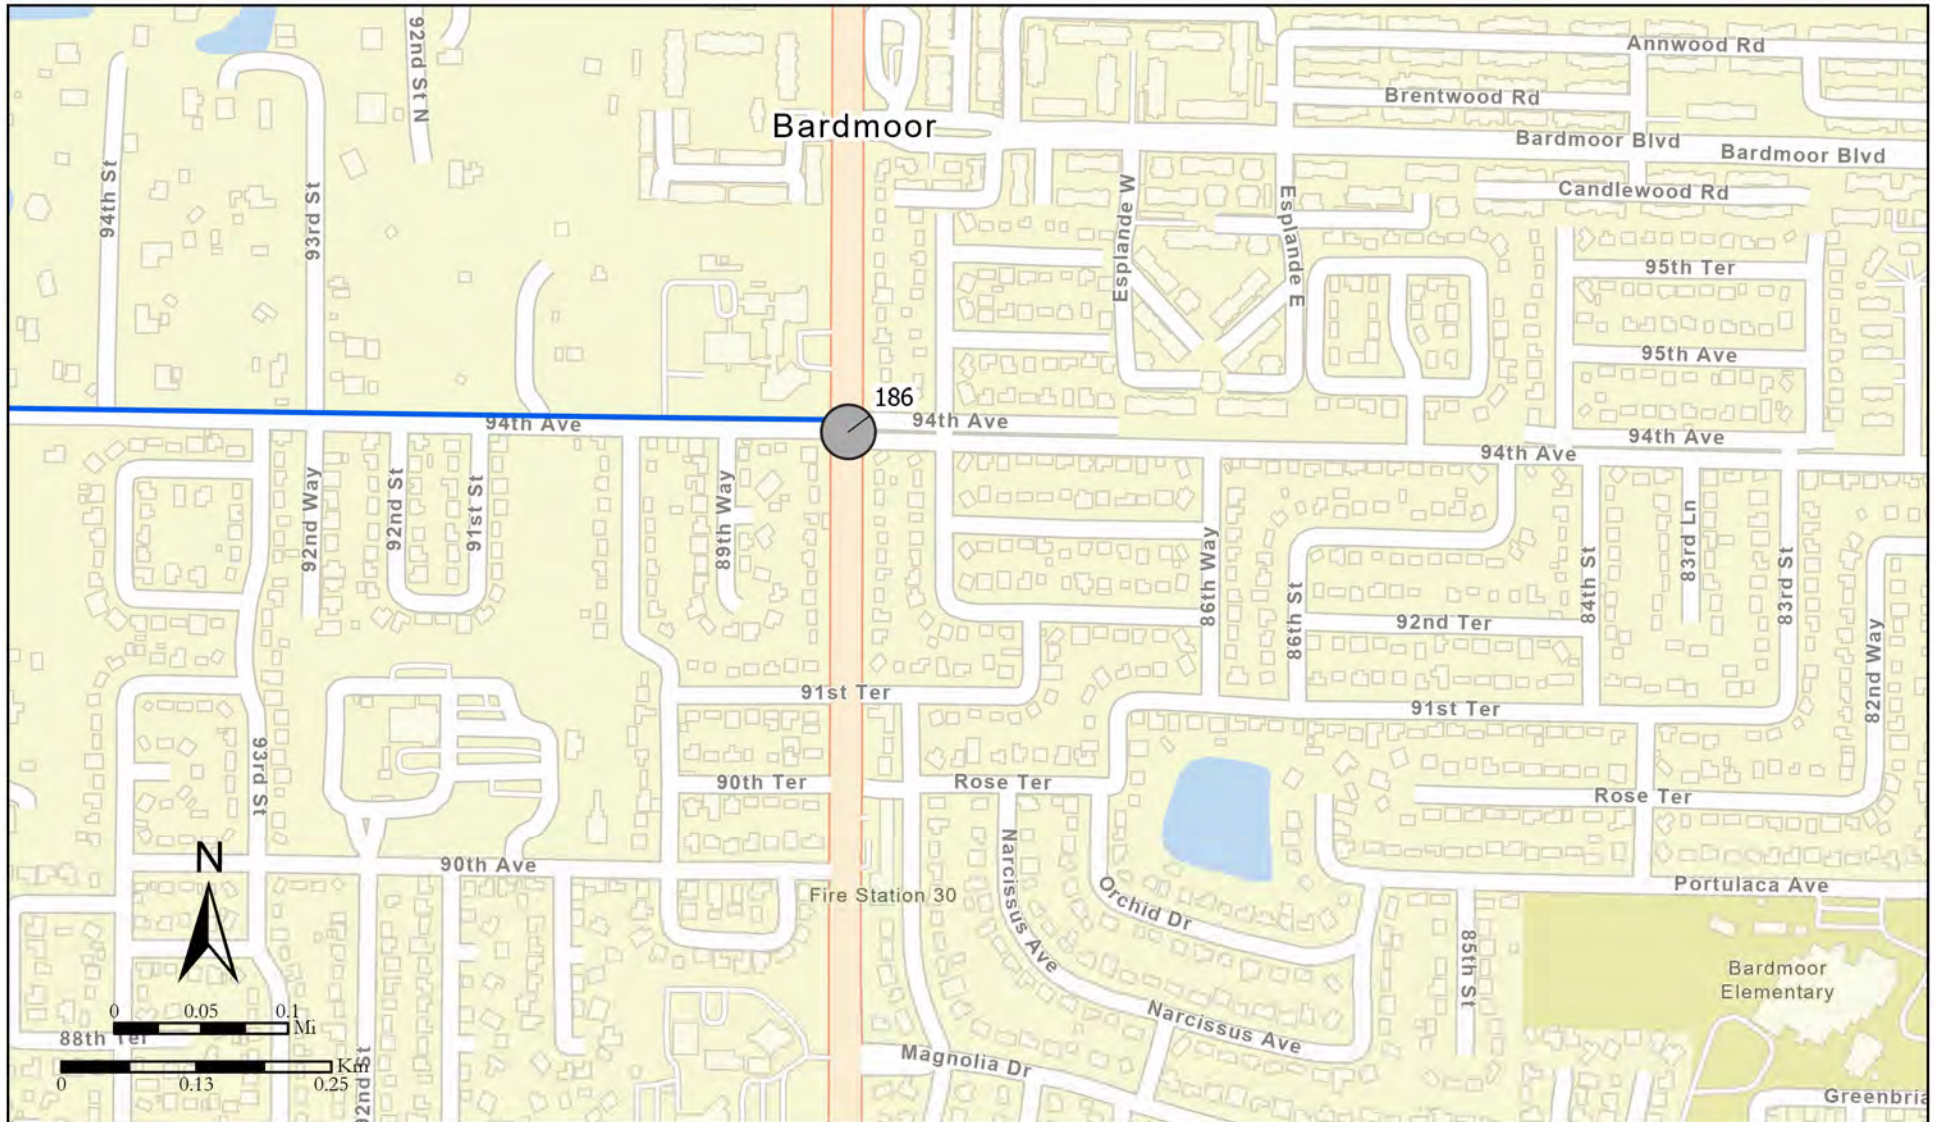 92nd St N
Annwood Rd
Brentwood Rd
Bardmoor
Bardmoor Blvd
Bardmoor Blvd
94th St
93rd St
Esplande W
Esplande E
Candlewood Rd
95th Ter
95th Ave
186
94th Ave
94th Ave
94th Ave
94th Ave
92nd Way
92nd St
91st St
89th Way
86th Way
86th St
84th St
83rd Ln
83rd St
82nd Way
92nd Ter
91st Ter
91st Ter
93rd St
90th Ter
Rose Ter
Rose Ter
N
90th Ave
Fire Station 30
Narcissus Ave
Orchid Dr
Portulaca Ave
85th St
Bardmoor
Elementary
0 0.05 0.1
Mi
88th Ter
Km
0 0.13 0.25
92nd St
Narcissus Ave
Magnolia Dr
Greenbria